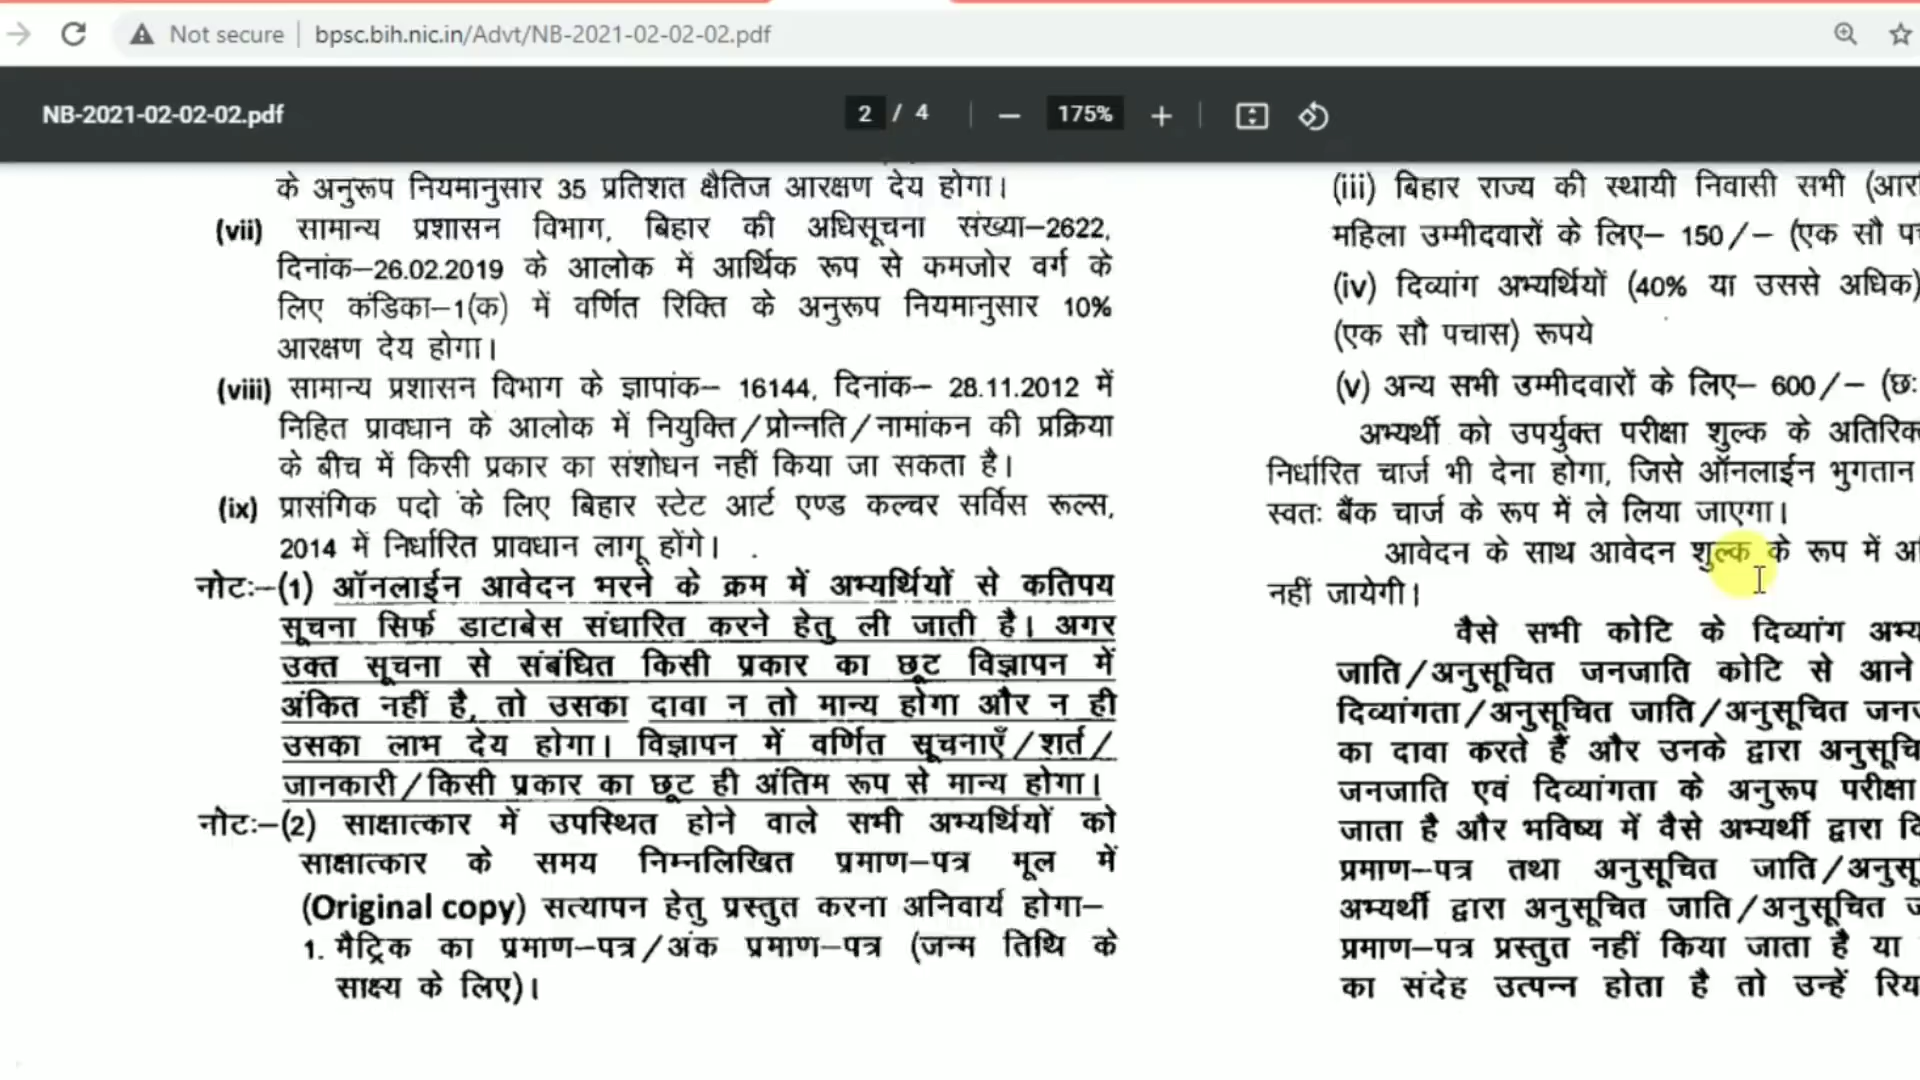 Not secure
bpsc.bih.nic.in/Advt/NB-2021-02-02-02.pdf
NB-2021-02-02-02.pdf
2 / 4
175%
के अनुरूप नियमानुसार 35 प्रतिशत क्षैतिज आरक्षण देय होगा।
(vii) सामान्य प्रशासन विभाग, बिहार की अधिसूचना संख्या–2622,
दिनांक–26.02.2019 के आलोक में आर्थिक रूप से कमजोर वर्ग के
लिए कंडिका–1(क) में वर्णित रिक्ति के अनुरूप नियमानुसार 10%
आरक्षण देय होगा।
(viii) सामान्य प्रशासन विभाग के ज्ञापांक– 16144, दिनांक– 28.11.2012 में
निहित प्रावधान के आलोक में नियुक्ति/प्रोन्नति/नामांकन की प्रक्रिया
के बीच में किसी प्रकार का संशोधन नहीं किया जा सकता है।
(ix) प्रासंगिक पदो के लिए बिहार स्टेट आर्ट एण्ड कल्चर सर्विस रूल्स,
2014 में निर्धारित प्रावधान लागू होंगे।
नोटः–(1) ऑनलाईन आवेदन भरने के क्रम में अभ्यर्थियों से कतिपय
सूचना सिर्फ डाटाबेस संधारित करने हेतु ली जाती है। अगर
उक्त सूचना से संबंधित किसी प्रकार का छूट विज्ञापन में
अंकित नहीं है, तो उसका दावा न तो मान्य होगा और न ही
उसका लाभ देय होगा। विज्ञापन में वर्णित सूचनाएँ/शर्त/
जानकारी/किसी प्रकार का छूट ही अंतिम रूप से मान्य होगा।
नोटः–(2) साक्षात्कार में उपस्थित होने वाले सभी अभ्यर्थियों को
साक्षात्कार के समय निम्नलिखित प्रमाण–पत्र मूल में
(Original copy) सत्यापन हेतु प्रस्तुत करना अनिवार्य होगा–
1. मैट्रिक का प्रमाण–पत्र/अंक प्रमाण–पत्र (जन्म तिथि के
साक्ष्य के लिए)।
(iii) बिहार राज्य की स्थायी निवासी सभी
महिला उम्मीदवारों के लिए– 150/– (एक सौ
(iv) दिव्यांग अभ्यर्थियों (40% या उससे अधिक)
(एक सौ पचास) रूपये
(v) अन्य सभी उम्मीदवारों के लिए– 600/– (छः
अभ्यर्थी को उपर्युक्त परीक्षा शुल्क के
निर्धारित चार्ज भी देना होगा, जिसे ऑनलाईन भुगतान
स्वतः बैंक चार्ज के रूप में ले लिया जाएगा।
आवेदन के साथ आवेदन शुल्क के रूप में
नहीं जायेगी।
वैसे सभी कोटि के दिव्यांग
जाति/अनुसूचित जनजाति कोटि से आने
दिव्यांगता/अनुसूचित जाति/अनुसूचित
का दावा करते हैं और उनके द्वारा
जनजाति एवं दिव्यांगता के अनुरूप परीक्षा
जाता है और भविष्य में वैसे अभ्यर्थी द्वारा
प्रमाण–पत्र तथा अनुसूचित जाति/
अभ्यर्थी द्वारा अनुसूचित जाति/अनुसूचित
प्रमाण–पत्र प्रस्तुत नहीं किया जाता है या
का संदेह उत्पन्न होता है तो उन्हें